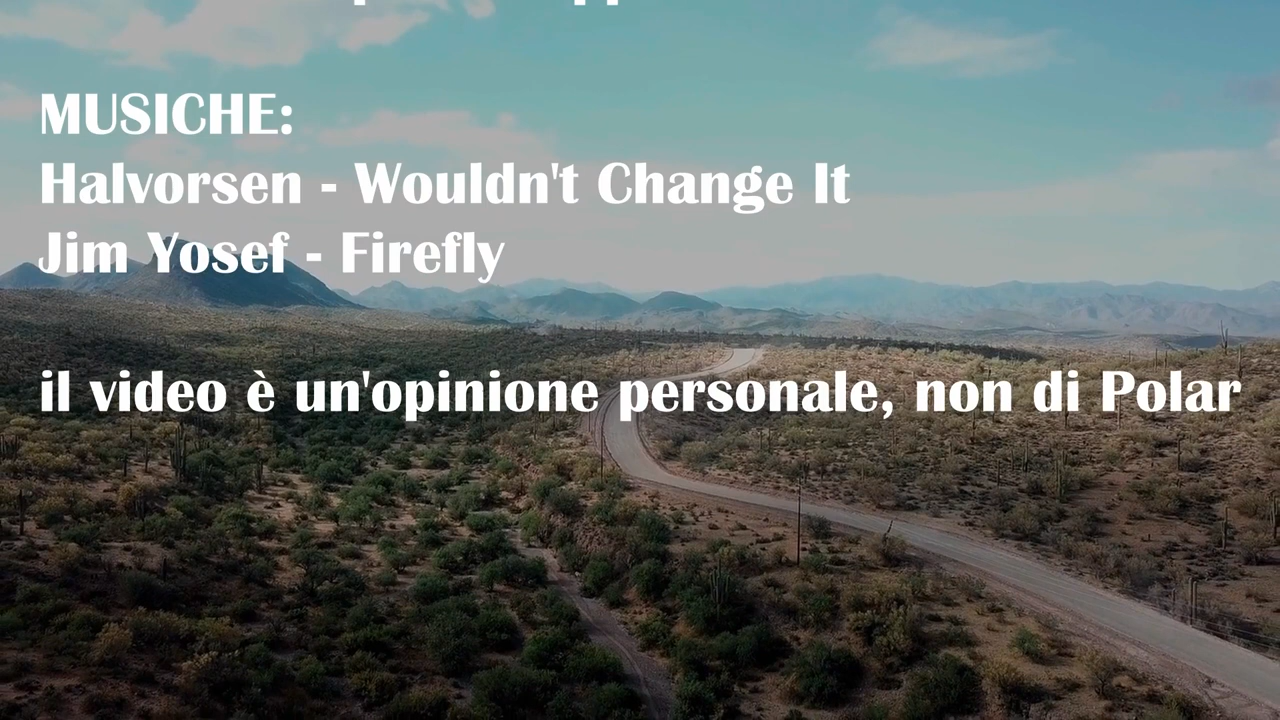 MUSICHE:
Halvorsen - Wouldn't Change It
Jim Yosef - Firefly
il video è un'opinione personale, non di Polar